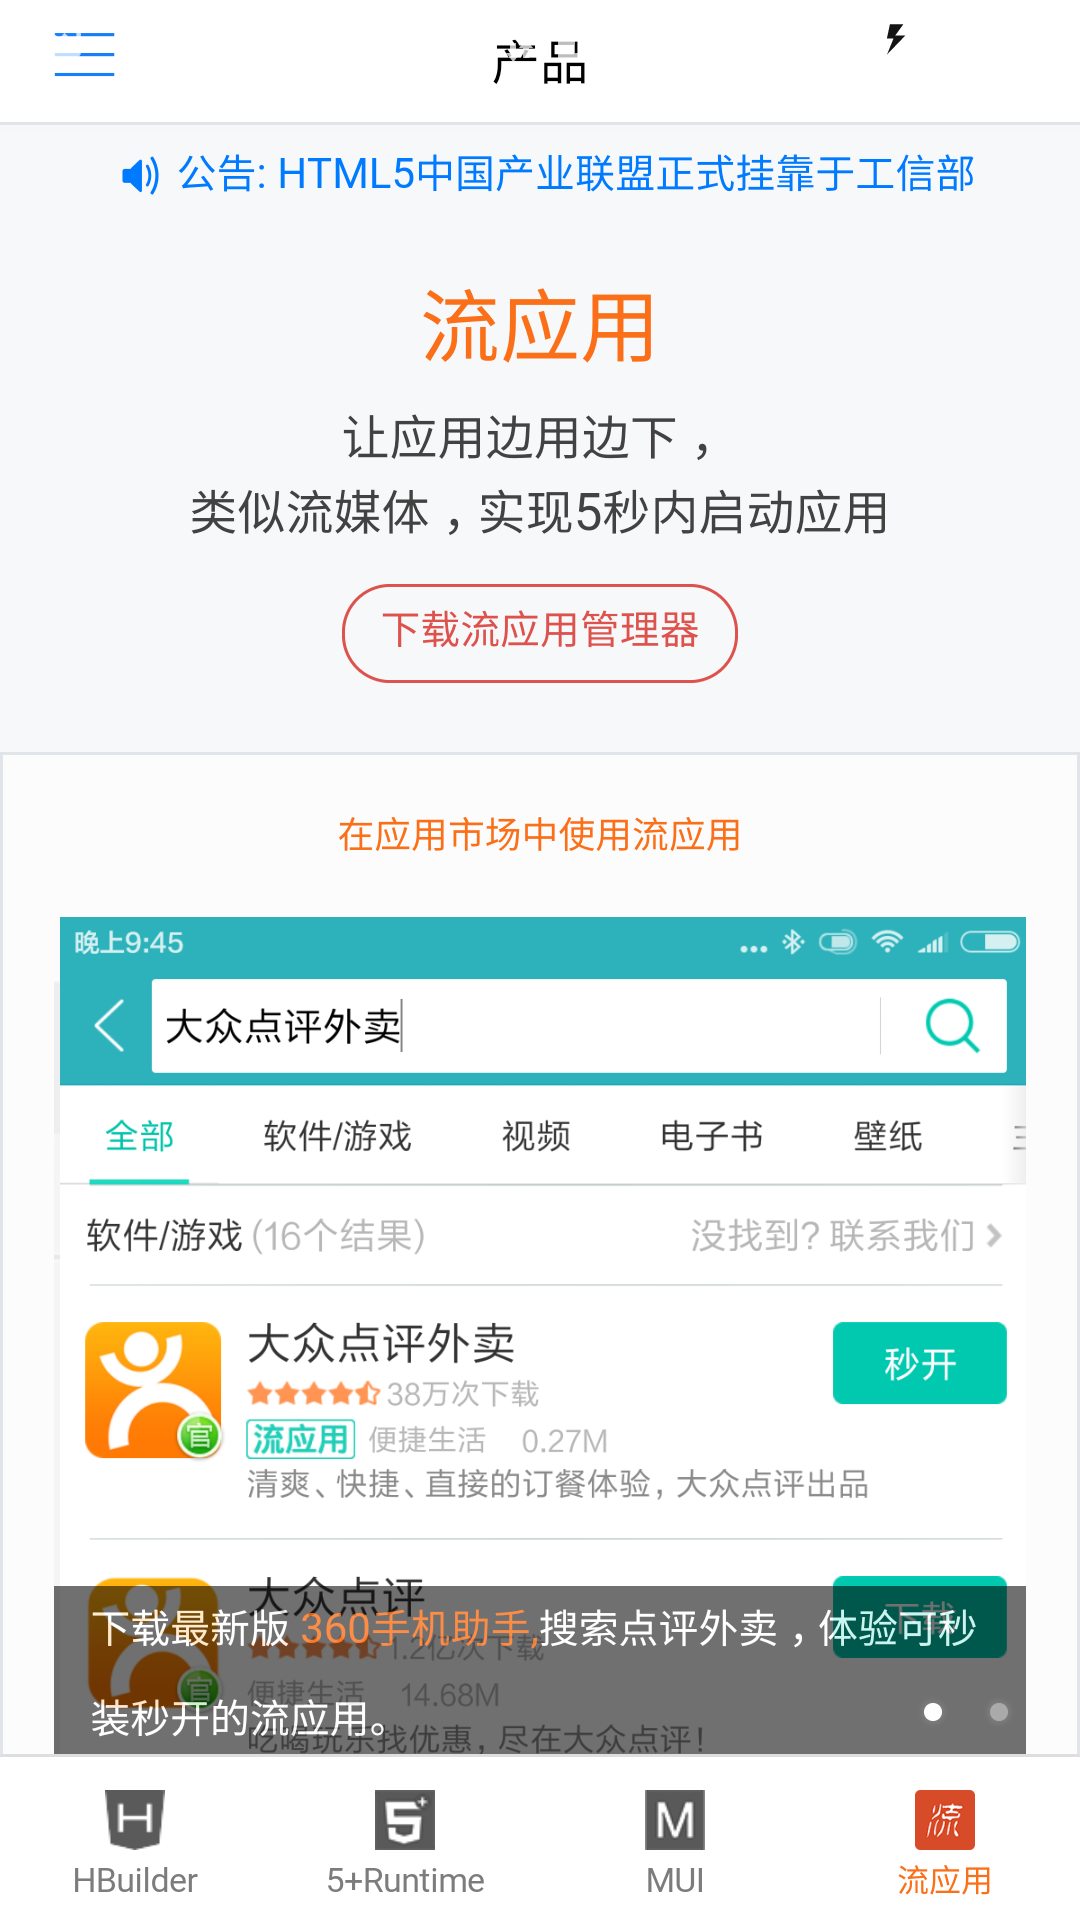 产品
公告: HTML5中国产业联盟正式挂靠于工信部
流应用
让应用边用边下，
类似流媒体，实现5秒内启动应用
下载流应用管理器
在应用市场中使用流应用
晚上9:45
大众点评外卖
全部 软件/游戏 视频 电子书 壁纸
软件/游戏 (16个结果) 没找到? 联系我们
大众点评外卖
秒开
38万次下载
官
流应用 便捷生活 0.27M
清爽、快捷、直接的订餐体验，大众点评出品
大众点评
下载
下载最新版 360手机助手,搜索点评外卖，体验可秒
1.2亿次下载
官
便捷生活 14.68M
装秒开的流应用。
吃喝玩乐找优惠，尽在大众点评！
H 5+ M 流
HBuilder 5+Runtime MUI 流应用